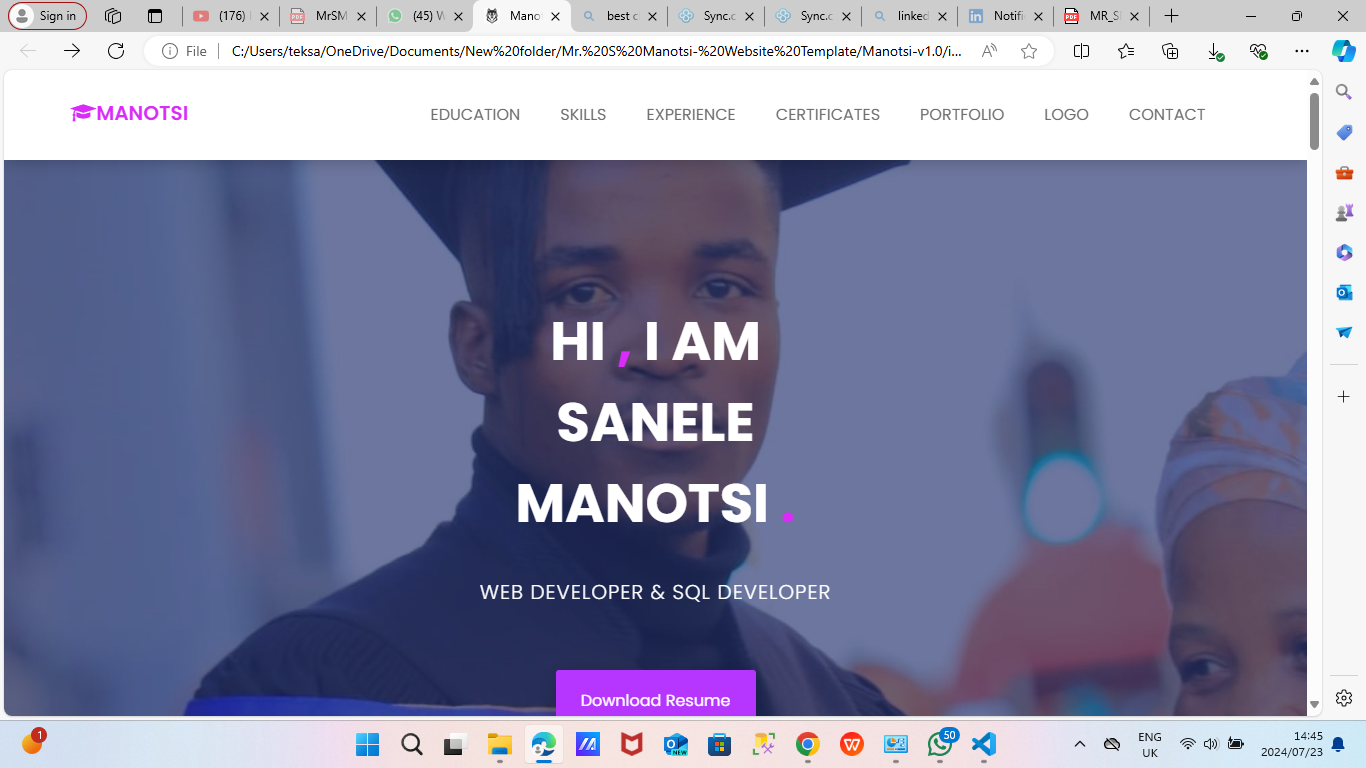 Sign in
(176)
MrSM
(45) W
Mano
best c
Sync.c
Sync.c
linked
Notifi
MR_S
File
C:/Users/teksa/OneDrive/Documents/New%20folder/Mr.%20S%20Manotsi-%20Website%20Template/Manotsi-v1.0/i...
MANOTSI
EDUCATION
SKILLS
EXPERIENCE
CERTIFICATES
PORTFOLIO
LOGO
CONTACT
HI , I AM
SANELE
MANOTSI .
WEB DEVELOPER & SQL DEVELOPER
Download Resume
1
NEW
50
ENG
UK
14:45
2024/07/23